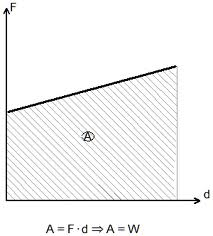 F
A
d
A = F · d ⇒ A = W